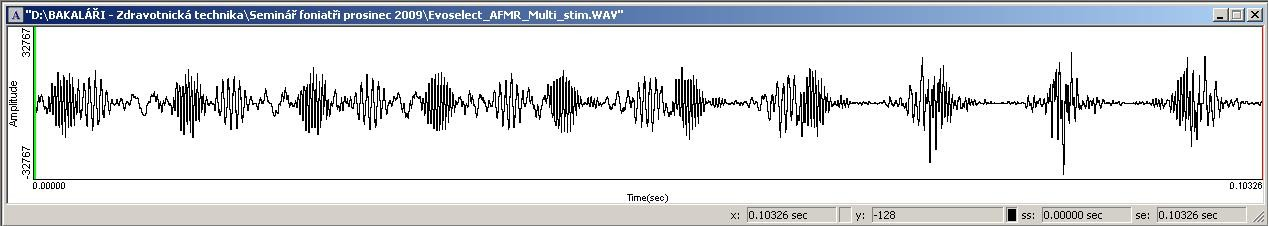 A "D:\BAKALÁŘI - Zdravotnická technika\Seminář foniatři prosinec 2009\Evoselect_AFMR_Multi_stim.WAV"
32767
Amplitude
-32767
0.00000
0.10326
Time(sec)
x: 0.10326 sec y: -128 ss: 0.00000 sec se: 0.10326 sec